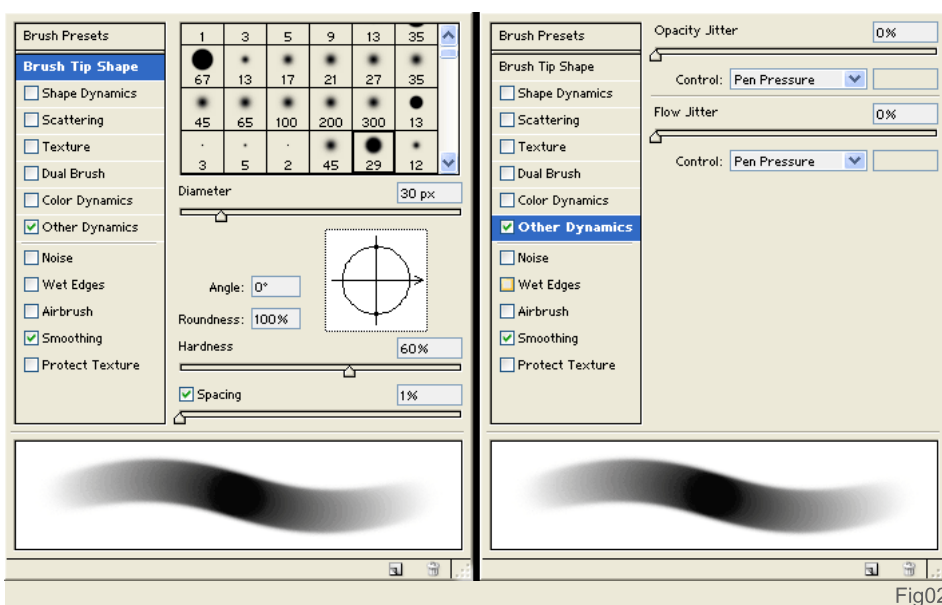 Brush Presets
Brush Tip Shape
Shape Dynamics
Scattering
Texture
Dual Brush
Color Dynamics
Other Dynamics
Noise
Wet Edges
Airbrush
Smoothing
Protect Texture
1 3 5 9 13 35
67 13 17 21 27 35
45 65 100 200 300 13
3 5 2 45 29 12
Diameter 30 px
Angle: 0°
Roundness: 100%
Hardness 60%
Spacing 1%
Brush Presets
Brush Tip Shape
Shape Dynamics
Scattering
Texture
Dual Brush
Color Dynamics
Other Dynamics
Noise
Wet Edges
Airbrush
Smoothing
Protect Texture
Opacity Jitter 0%
Control: Pen Pressure
Flow Jitter 0%
Control: Pen Pressure
Fig02